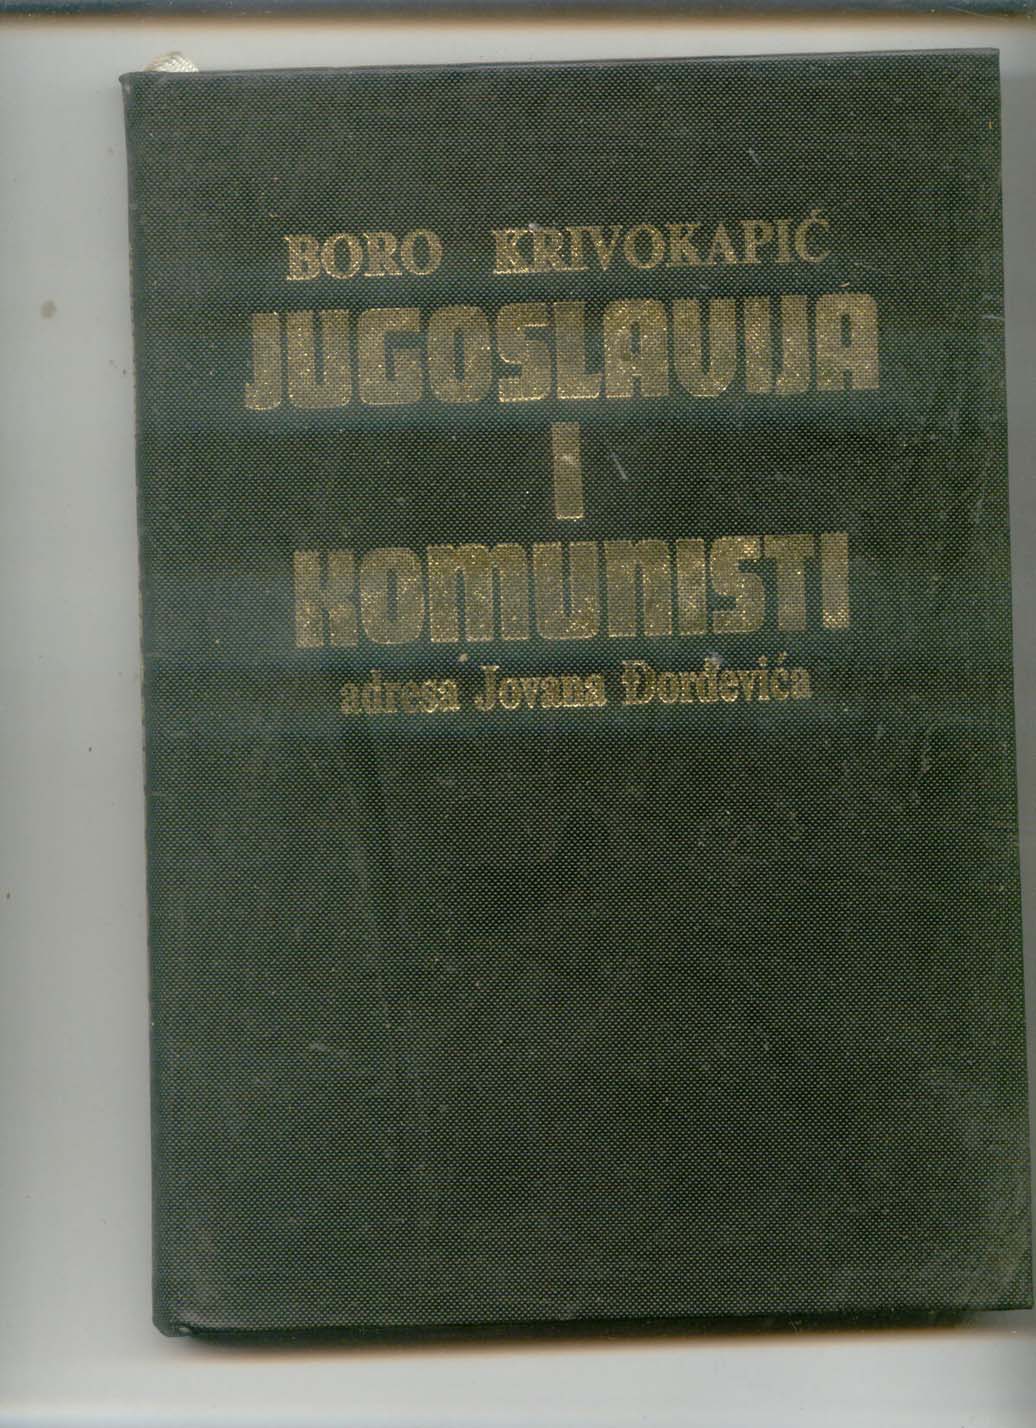 BORO KRIVOKAPIĆ
JUGOSLAVIJA
I
KOMUNISTI
adresa Jovana Đorđevića